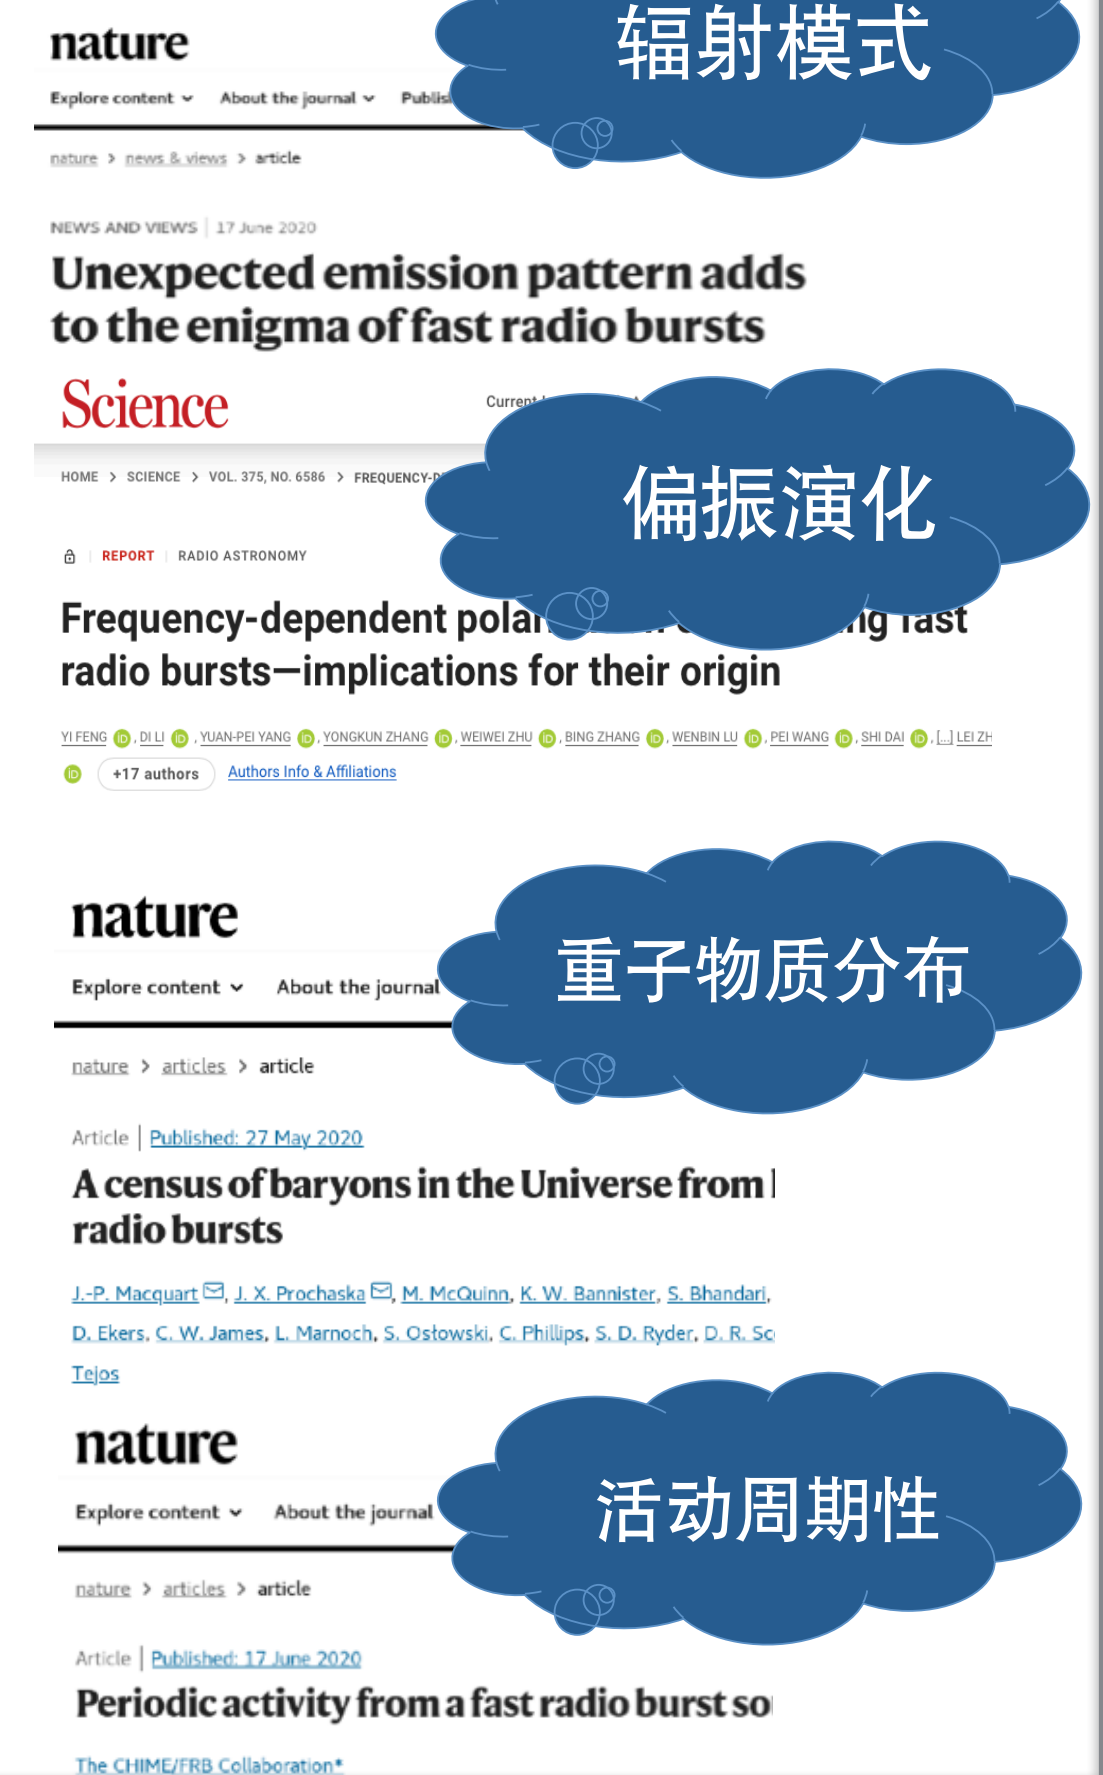 辐射模式
nature
Explore content About the journal
nature > news & views > article
NEWS AND VIEWS | 17 June 2020
Unexpected emission pattern adds
to the enigma of fast radio bursts
Science
HOME > SCIENCE > VOL. 375, NO. 6586 >
偏振演化
REPORT | RADIO ASTRONOMY
Frequency-dependent fast
radio bursts—implications for their origin
YI FENG, DI LI, YUAN-PEI YANG, YONGKUN ZHANG, WEIWEI ZHU, BING ZHANG, WENBIN LU, PEI WANG, SHI DAI, [...] LEI
+17 authors Authors Info & Affiliations
nature
重子物质分布
Explore content About the journal
nature > articles > article
Article | Published: 27 May 2020
A census of baryons in the Universe from
radio bursts
J.-P. Macquart, J. X. Prochaska, M. McQuinn, K. W. Bannister, S. Bhandari,
D. Ekers, C. W. James, L. Marnoch, S. Osłowski, C. Phillips, S. D. Ryder, D. R.
Tejos
nature
活动周期性
Explore content About the journal
nature > articles > article
Article | Published: 17 June 2020
Periodic activity from a fast radio burst
The CHIME/FRB Collaboration*